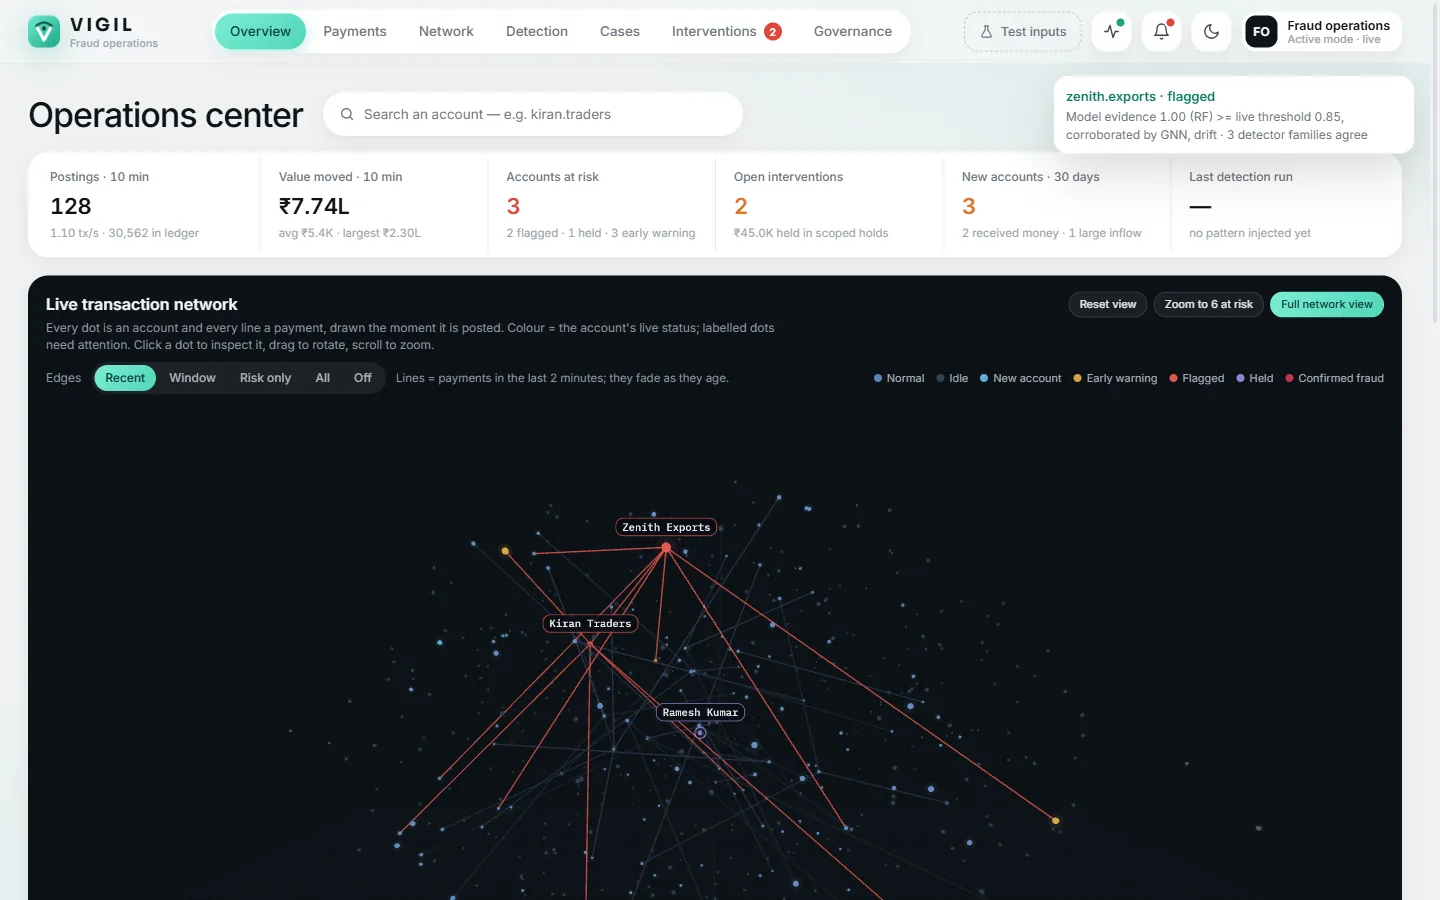 VIGIL
Fraud operations
Overview
Payments
Network
Detection
Cases
Interventions 2
Governance
Test inputs
FO
Fraud operations
Active mode · live
Operations center
Search an account — e.g. kiran.traders
zenith.exports · flagged
Model evidence 1.00 (RF) >= live threshold 0.85,
corroborated by GNN, drift · 3 detector families agree
Postings · 10 min
128
1.10 tx/s · 30,562 in ledger
Value moved · 10 min
₹7.74L
avg ₹5.4K · largest ₹2.30L
Accounts at risk
3
2 flagged · 1 held · 3 early warning
Open interventions
2
₹45.0K held in scoped holds
New accounts · 30 days
3
2 received money · 1 large inflow
Last detection run
—
no pattern injected yet
Live transaction network
Every dot is an account and every line a payment, drawn the moment it is posted. Colour = the account's live status; labelled dots
need attention. Click a dot to inspect it, drag to rotate, scroll to zoom.
Reset view
Zoom to 6 at risk
Full network view
Edges
Recent
Window
Risk only
All
Off
Lines = payments in the last 2 minutes; they fade as they age.
Normal
Idle
New account
Early warning
Flagged
Held
Confirmed fraud
Zenith Exports
Kiran Traders
Ramesh Kumar